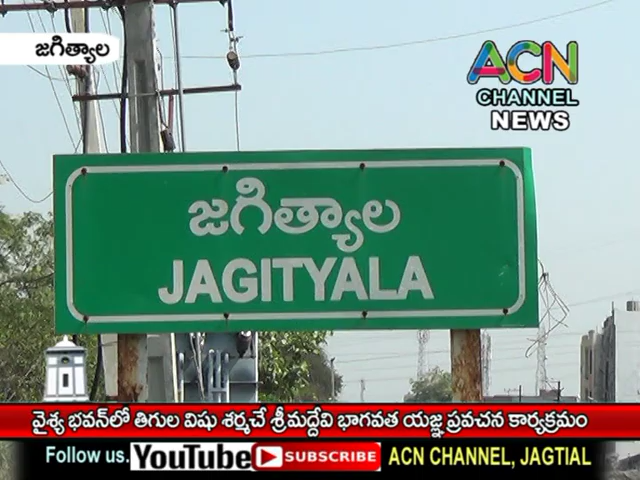 జగిత్యాల
ACN
CHANNEL
NEWS
జగిత్యాల
JAGITYALA
వైశ్య భవన్‌లో తిగుల విషు శర్మచే శ్రీమద్దేవి భాగవత యజ్ఞ ప్రవచన కార్యక్రమం
Follow us. YouTube SUBSCRIBE ACN CHANNEL, JAGTIAL